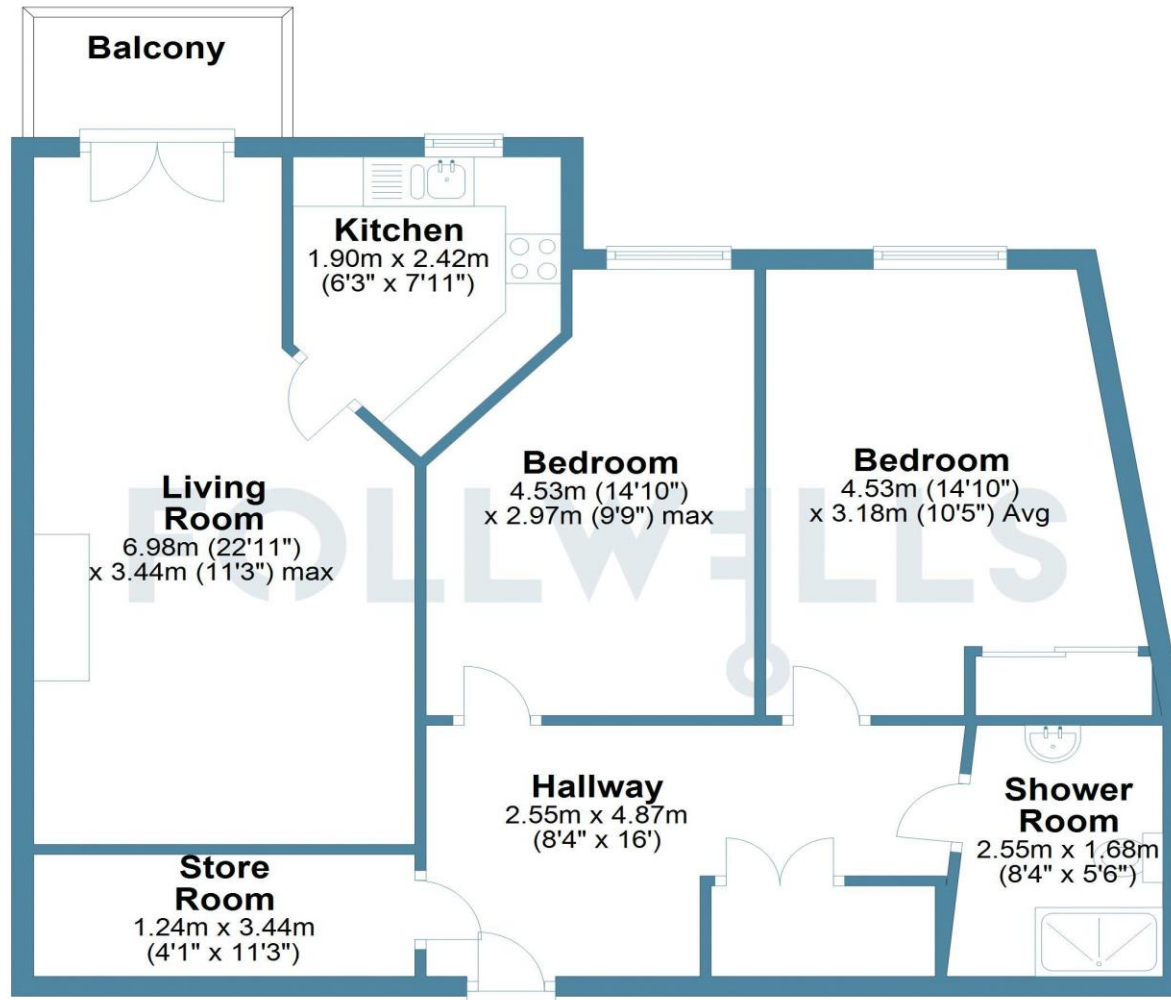 Balcony
Kitchen
1.90m x 2.42m
(6'3" x 7'11")
Living
Room
6.98m (22'11")
x 3.44m (11'3") max
Bedroom
4.53m (14'10")
x 2.97m (9'9") max
Bedroom
4.53m (14'10")
x 3.18m (10'5") Avg
FOLLWELLS
Hallway
2.55m x 4.87m
(8'4" x 16')
Shower
Room
2.55m x 1.68m
(8'4" x 5'6")
Store
Room
1.24m x 3.44m
(4'1" x 11'3")